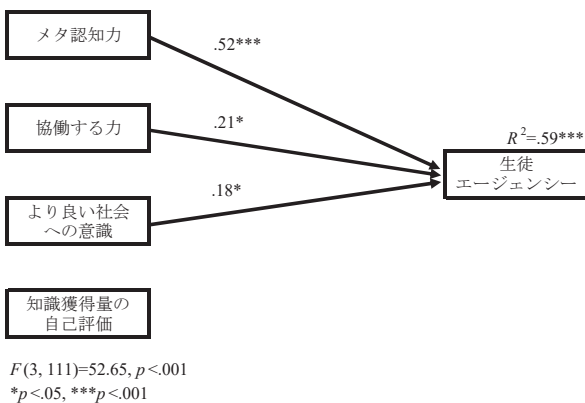 メタ認知力
.52***
協働する力
.21*
R²=.59***
生徒
エージェンシー
.18*
より良い社会
への意識
知識獲得量の
自己評価
F(3, 111)=52.65, p<.001
*p<.05, ***p<.001